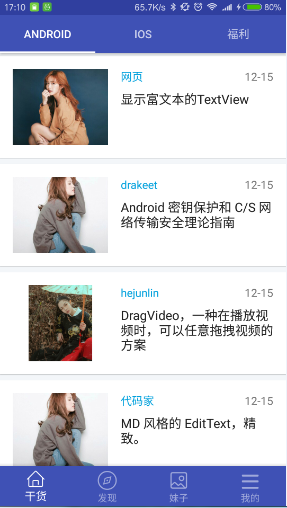 17:10 65.7K/s 80%
ANDROID IOS 福利
网页 12-15
显示富文本的TextView
drakeet 12-15
Android 密钥保护和 C/S 网
络传输安全理论指南
hejunlin 12-15
DragVideo，一种在播放视
频时，可以任意拖拽视频的
方案
代码家 12-15
MD 风格的 EditText，精
致。
干货 发现 妹子 我的